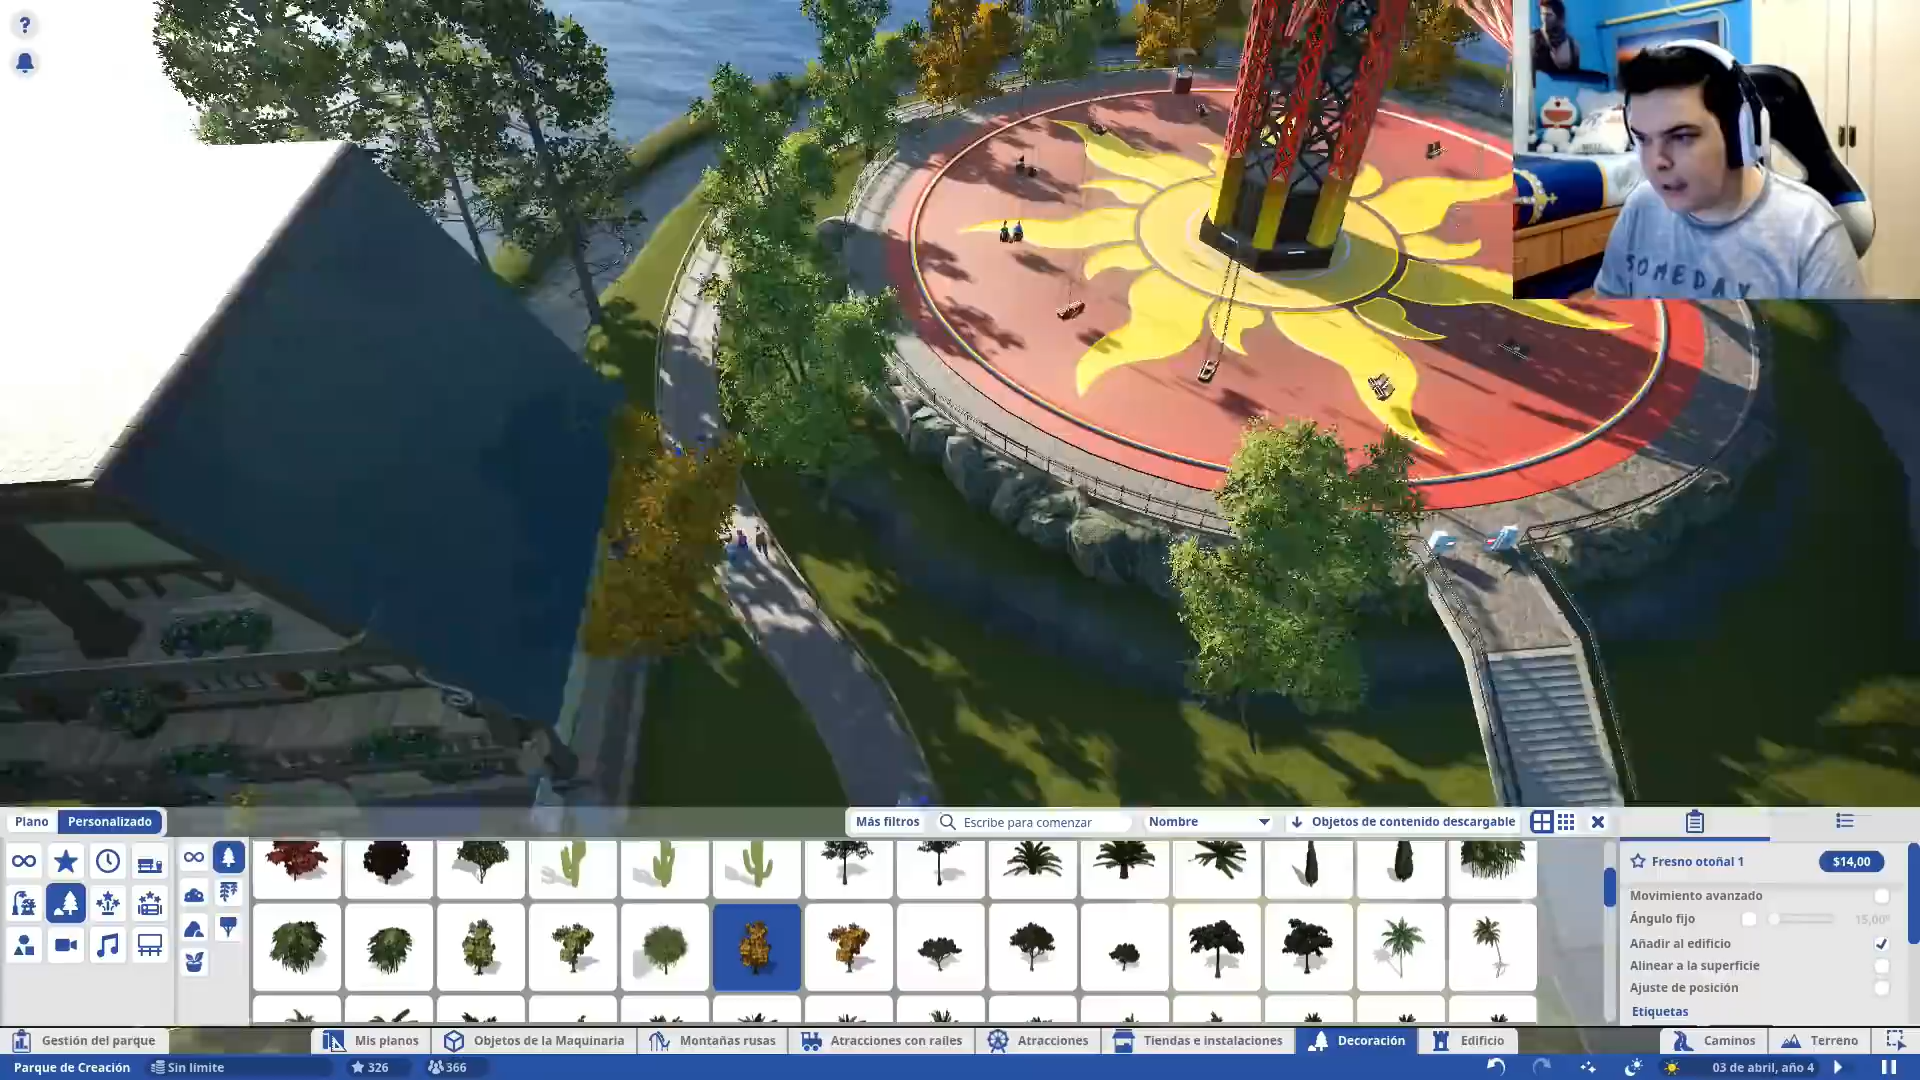 ?
SOMEDAY
Plano
Personalizado
Más filtros
Escribe para comenzar
Nombre
Objetos de contenido descargable
Fresno otoñal 1
$14,00
Movimiento avanzado
Ángulo fijo
15,00°
Añadir al edificio
Alinear a la superficie
Ajuste de posición
Etiquetas
Gestión del parque
Mis planos
Objetos de la Maquinaria
Montañas rusas
Atracciones con raíles
Atracciones
Tiendas e instalaciones
Decoración
Edificio
Caminos
Terreno
Parque de Creación
Sin límite
326
366
03 de abril, año 4